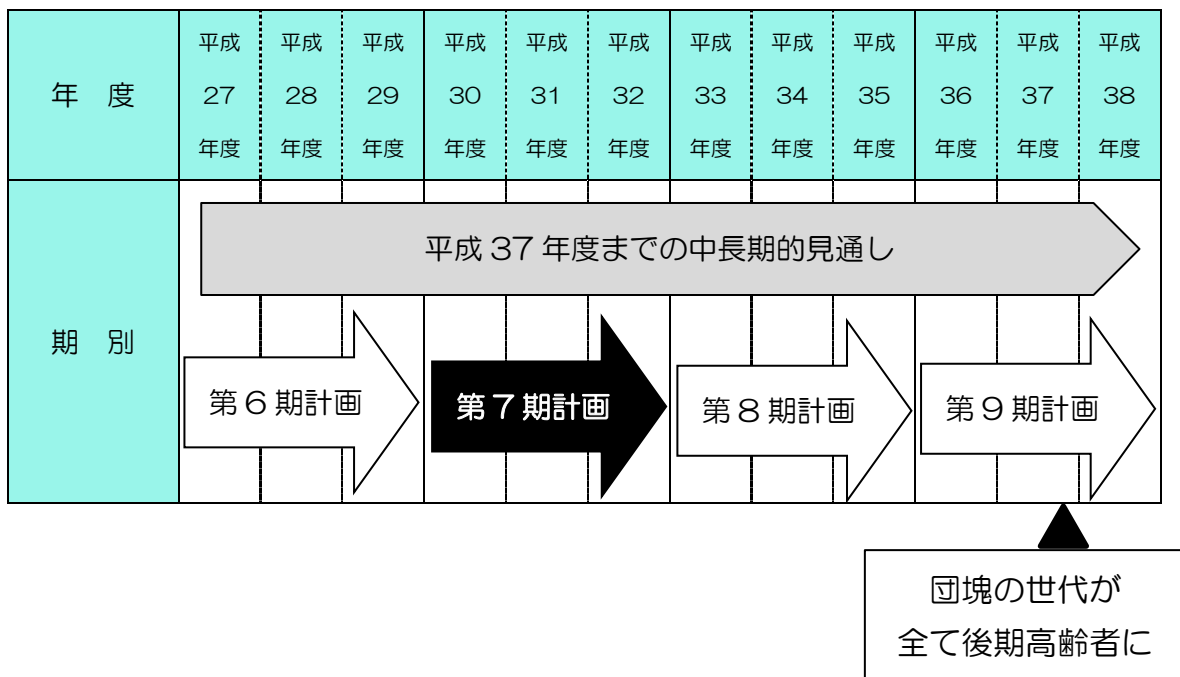 年　度
平成 平成 平成 平成 平成 平成 平成 平成 平成 平成 平成 平成
27 28 29 30 31 32 33 34 35 36 37 38
年度 年度 年度 年度 年度 年度 年度 年度 年度 年度 年度 年度
平成 37 年度までの中長期的見通し
期　別
第６期計画 第７期計画 第８期計画 第９期計画
団塊の世代が
全て後期高齢者に